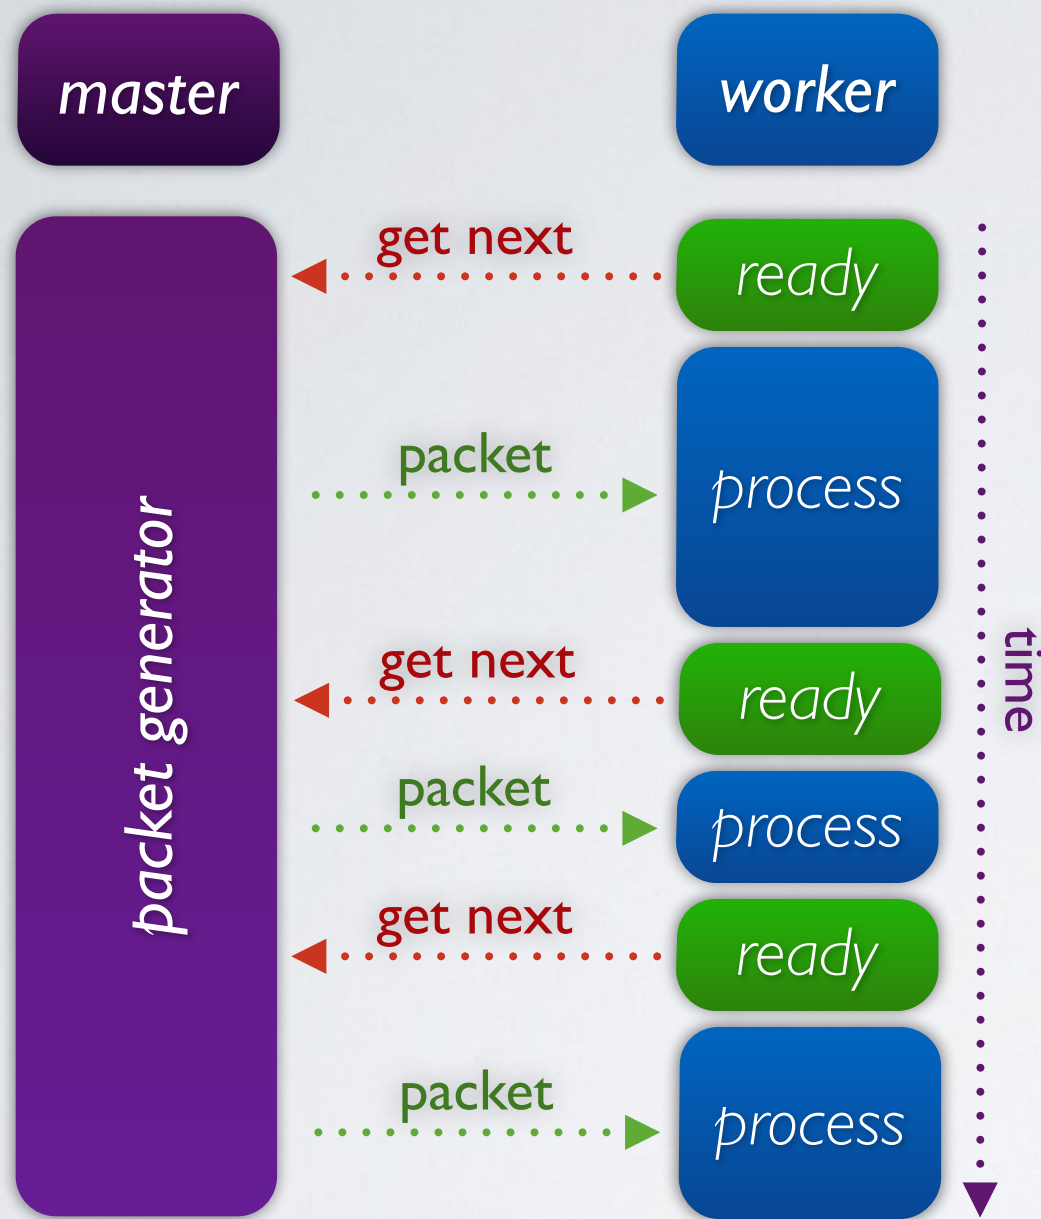 master
worker
get next
ready
packet
process
packet generator
get next
ready
time
packet
process
get next
ready
packet
process